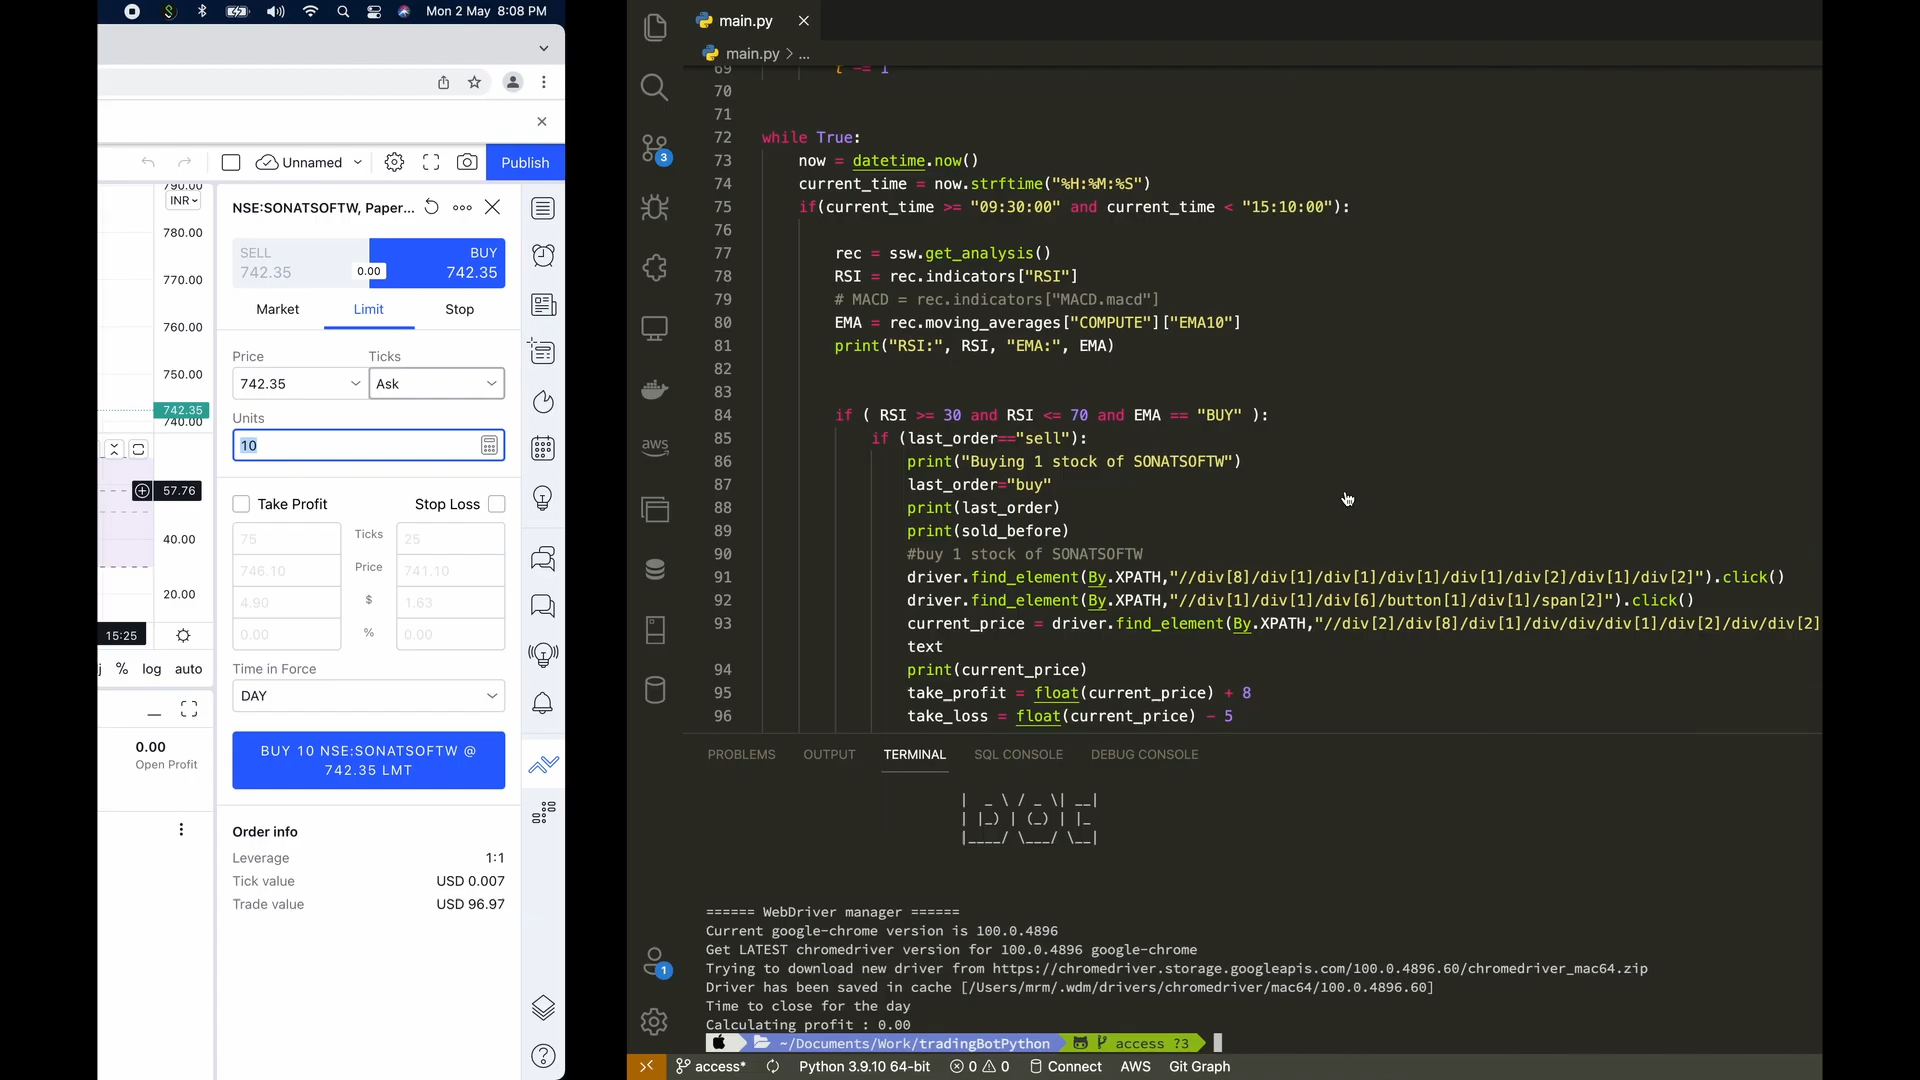 Mon 2 May 8:08 PM
Unnamed
Publish
790.00
INR
780.00
770.00
760.00
750.00
742.35
740.00
57.76
40.00
20.00
15:25
% log auto
0.00
Open Profit
NSE:SONATSOFTW, Paper...
SELL
742.35
0.00
BUY
742.35
Market Limit Stop
Price Ticks
742.35 Ask
Units
10
Take Profit Stop Loss
75 Ticks 25
746.10 Price 741.10
4.90 $ 1.63
0.00 % 0.00
Time in Force
DAY
BUY 10 NSE:SONATSOFTW @
742.35 LMT
Order info
Leverage 1:1
Tick value USD 0.007
Trade value USD 96.97
main.py
main.py > ...
3
aws
1
69 t -= 1
70
71
72 while True:
73 now = datetime.now()
74 current_time = now.strftime("%H:%M:%S")
75 if(current_time >= "09:30:00" and current_time < "15:10:00"):
76
77 rec = ssw.get_analysis()
78 RSI = rec.indicators["RSI"]
79 # MACD = rec.indicators["MACD.macd"]
80 EMA = rec.moving_averages["COMPUTE"]["EMA10"]
81 print("RSI:", RSI, "EMA:", EMA)
82
83
84 if ( RSI >= 30 and RSI <= 70 and EMA == "BUY" ):
85 if (last_order=="sell"):
86 print("Buying 1 stock of SONATSOFTW")
87 last_order="buy"
88 print(last_order)
89 print(sold_before)
90 #buy 1 stock of SONATSOFTW
91 driver.find_element(By.XPATH,"//div[8]/div[1]/div[1]/div[1]/div[1]/div[2]/div[1]/div[2]").click()
92 driver.find_element(By.XPATH,"//div[1]/div[1]/div[6]/button[1]/div[1]/span[2]").click()
93 current_price = driver.find_element(By.XPATH,"//div[2]/div[8]/div[1]/div/div/div[1]/div[2]/div/div[2]
text
94 print(current_price)
95 take_profit = float(current_price) + 8
96 take_loss = float(current_price) - 5
PROBLEMS OUTPUT TERMINAL SQL CONSOLE DEBUG CONSOLE
====== WebDriver manager ======
Current google-chrome version is 100.0.4896
Get LATEST chromedriver version for 100.0.4896 google-chrome
Trying to download new driver from https://chromedriver.storage.googleapis.com/100.0.4896.60/chromedriver_mac64.zip
Driver has been saved in cache [/Users/mrm/.wdm/drivers/chromedriver/mac64/100.0.4896.60]
Time to close for the day
Calculating profit : 0.00
~/Documents/Work/tradingBotPython access ?3
access* Python 3.9.10 64-bit 0 0 Connect AWS Git Graph